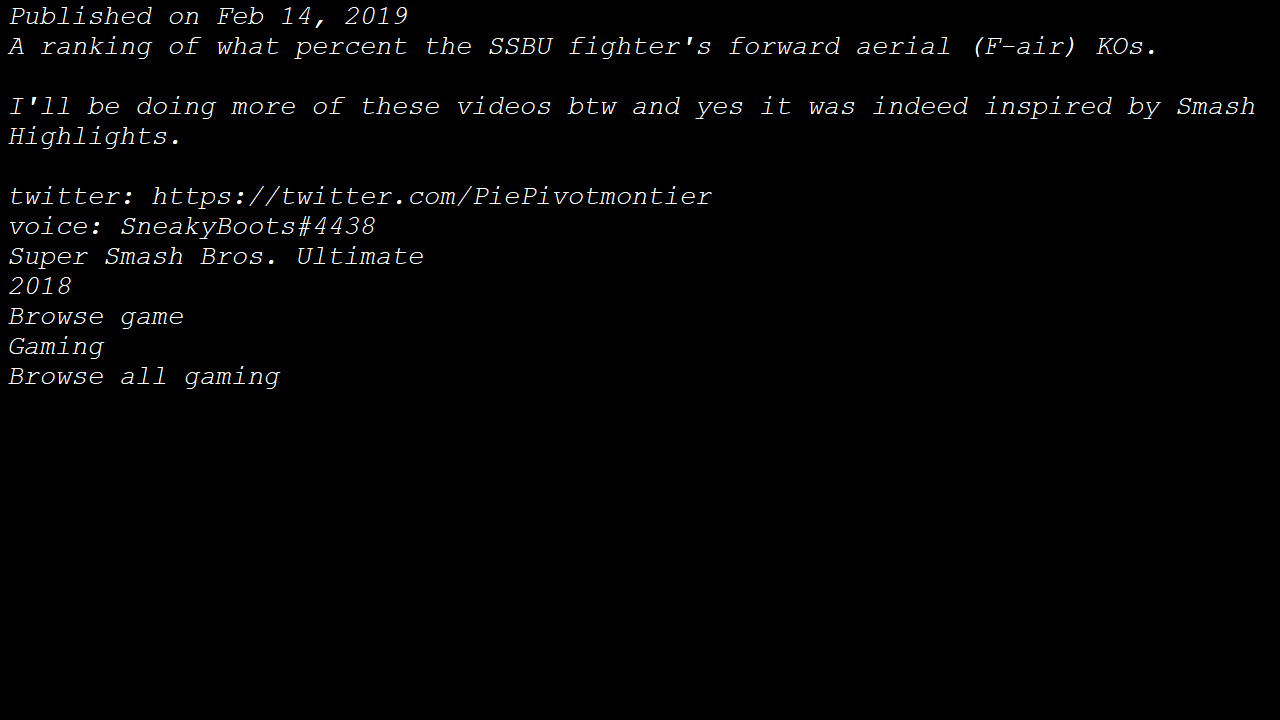 Published on Feb 14, 2019
A ranking of what percent the SSBU fighter's forward aerial (F-air) KOs.
I'll be doing more of these videos btw and yes it was indeed inspired by Smash
Highlights.
twitter: https://twitter.com/PiePivotmontier
voice: SneakyBoots#4438
Super Smash Bros. Ultimate
2018
Browse game
Gaming
Browse all gaming